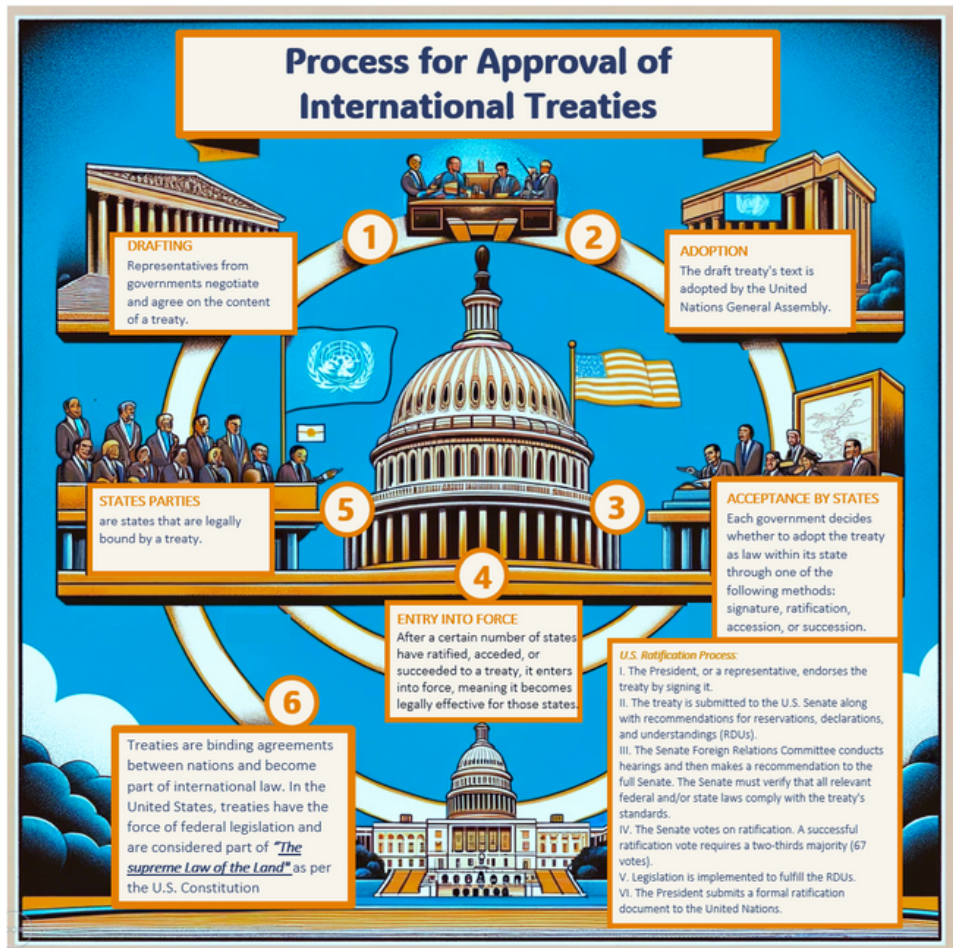 Process for Approval of
International Treaties
1
DRAFTING
Representatives from
governments negotiate
and agree on the content
of a treaty.
2
ADOPTION
The draft treaty's text is
adopted by the United
Nations General Assembly.
3
ACCEPTANCE BY STATES
Each government decides
whether to adopt the treaty
as law within its state
through one of the
following methods:
signature, ratification,
accession, or succession.
U.S. Ratification Process:
I. The President, or a representative, endorses the
treaty by signing it.
II. The treaty is submitted to the U.S. Senate along
with recommendations for reservations, declarations,
and understandings (RDUs).
III. The Senate Foreign Relations Committee conducts
hearings and then makes a recommendation to the
full Senate. The Senate must verify that all relevant
federal and/or state laws comply with the treaty's
standards.
IV. The Senate votes on ratification. A successful
ratification vote requires a two-thirds majority (67
votes).
V. Legislation is implemented to fulfill the RDUs.
VI. The President submits a formal ratification
document to the United Nations.
4
ENTRY INTO FORCE
After a certain number of states
have ratified, acceded, or
succeeded to a treaty, it enters
into force, meaning it becomes
legally effective for those states.
5
STATES PARTIES
are states that are legally
bound by a treaty.
6
Treaties are binding agreements
between nations and become
part of international law. In the
United States, treaties have the
force of federal legislation and
are considered part of "The
supreme Law of the Land" as per
the U.S. Constitution